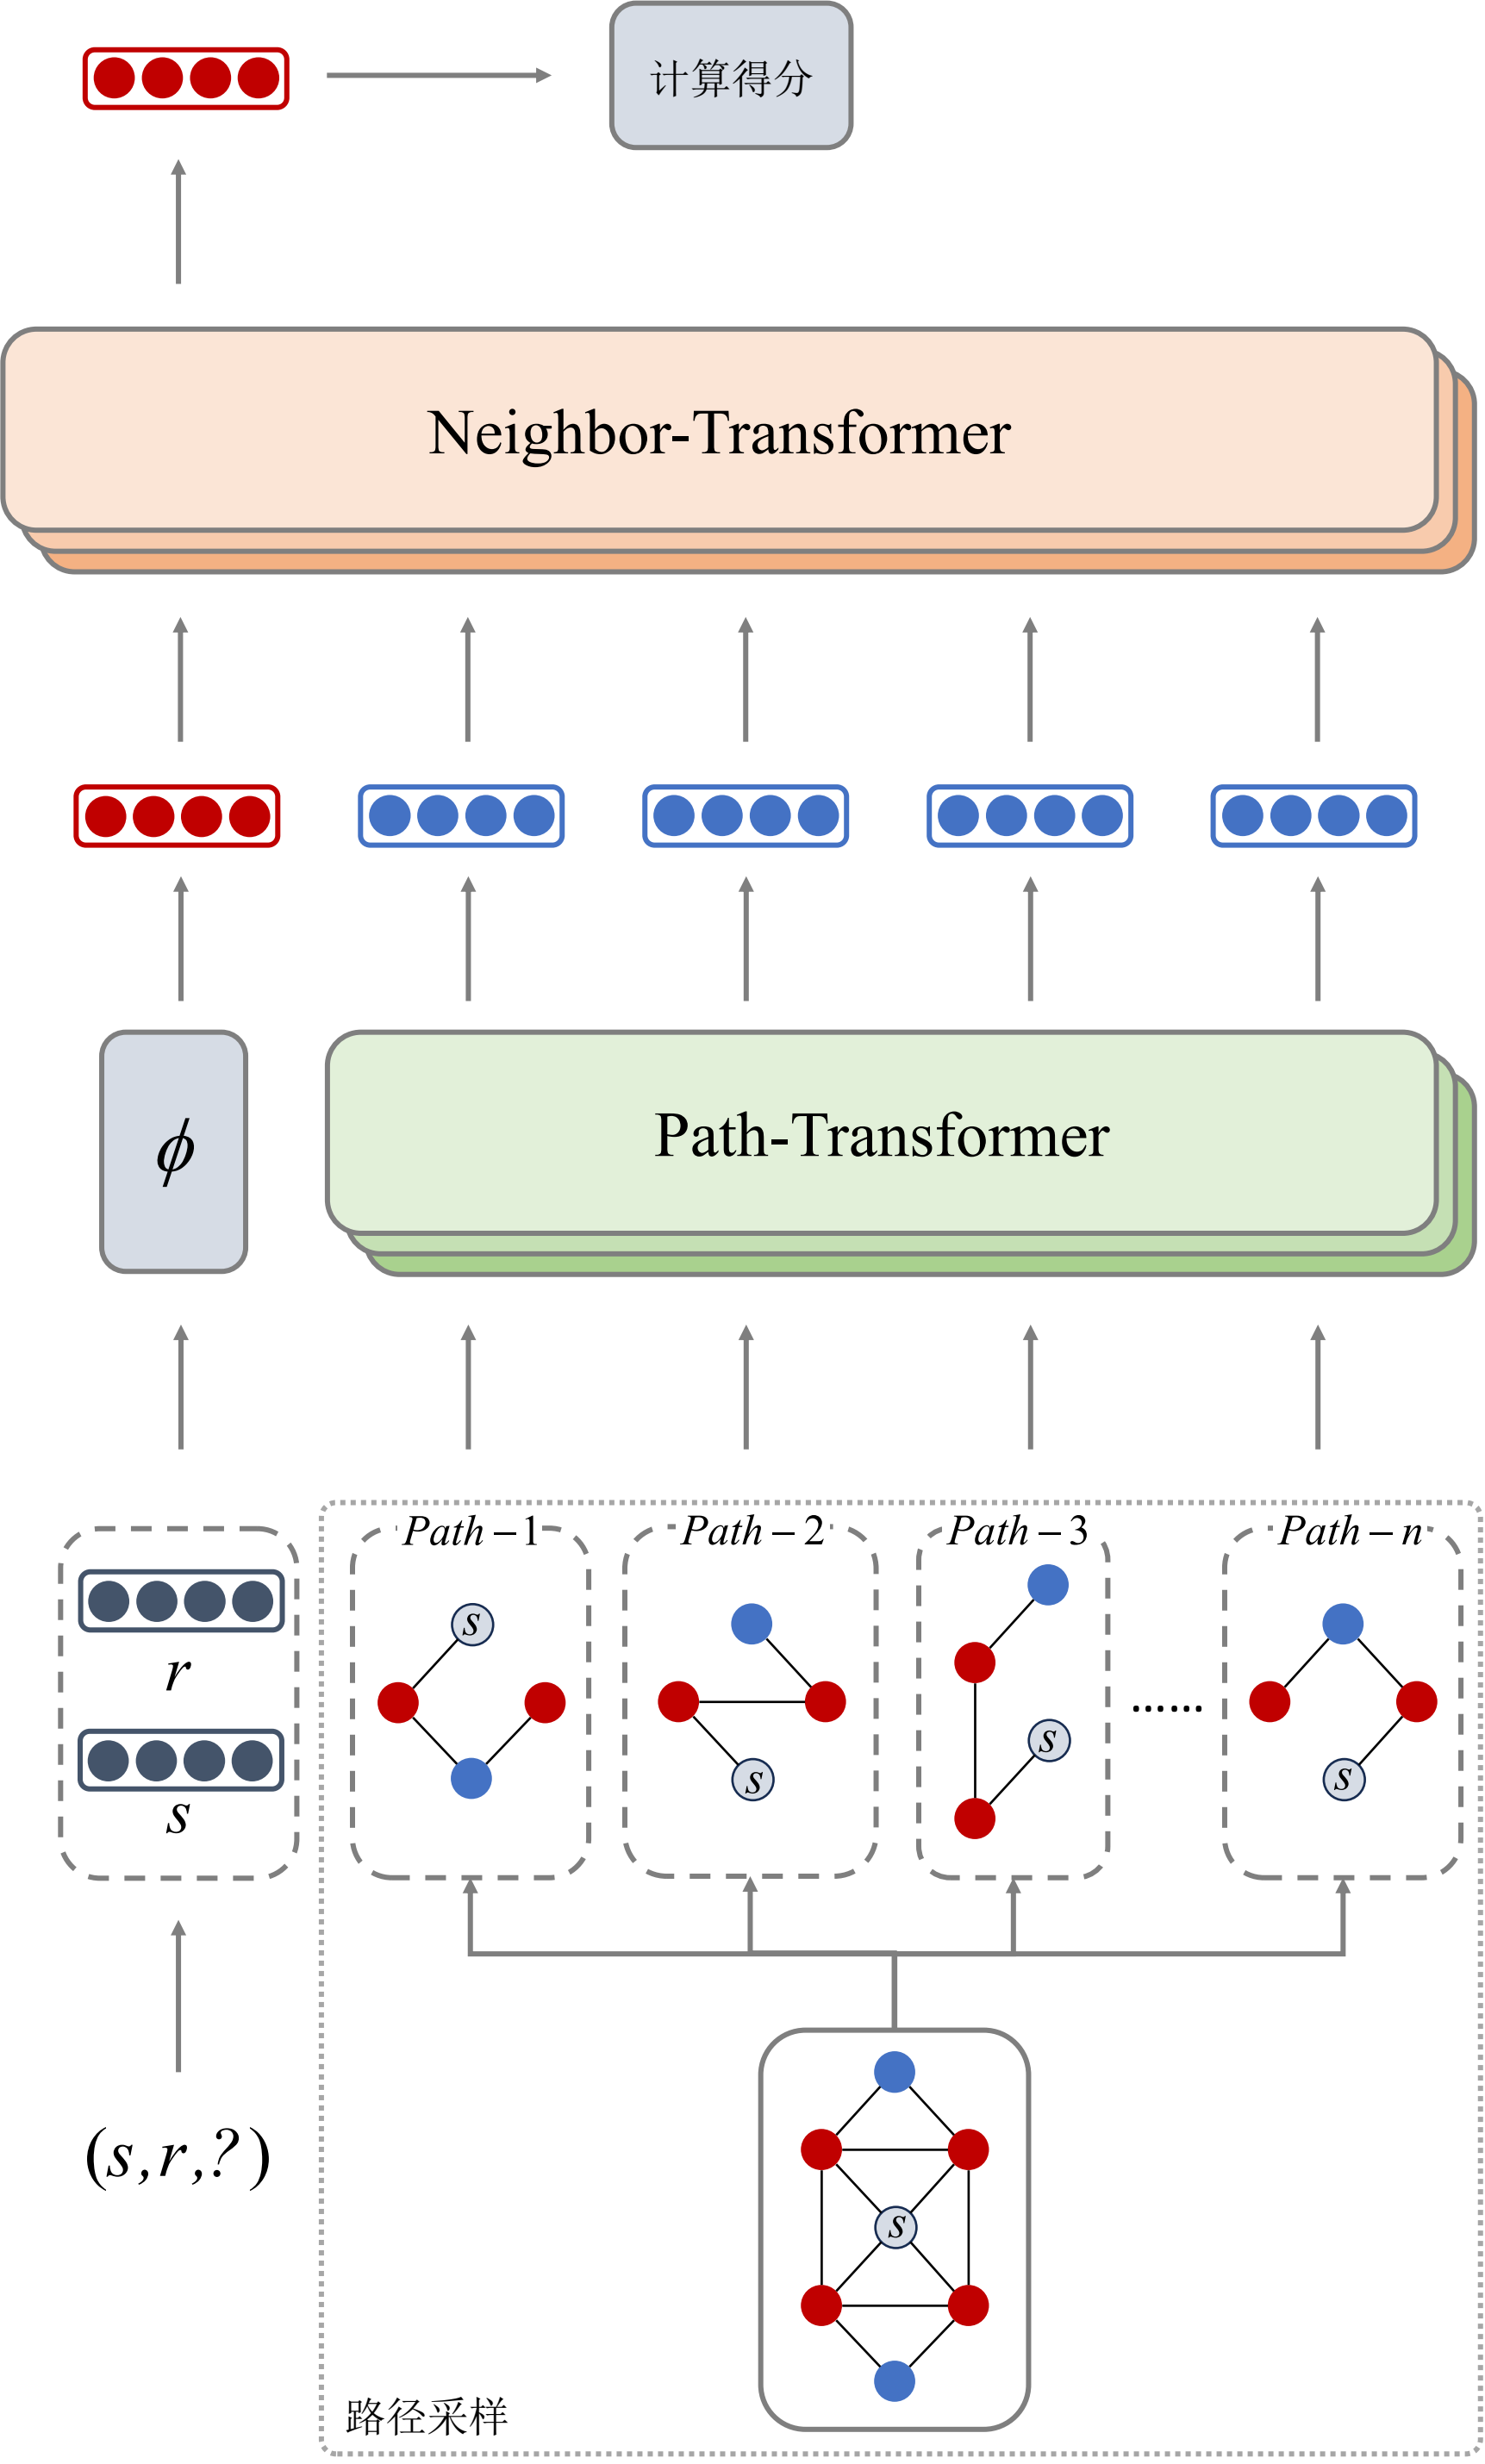 计算得分
Neighbor-Transformer
ϕ
Path-Transformer
Path−1
Path−2
Path−3
Path−n
r
s
s
s
s
s
......
(s,r,?)
s
路径采样